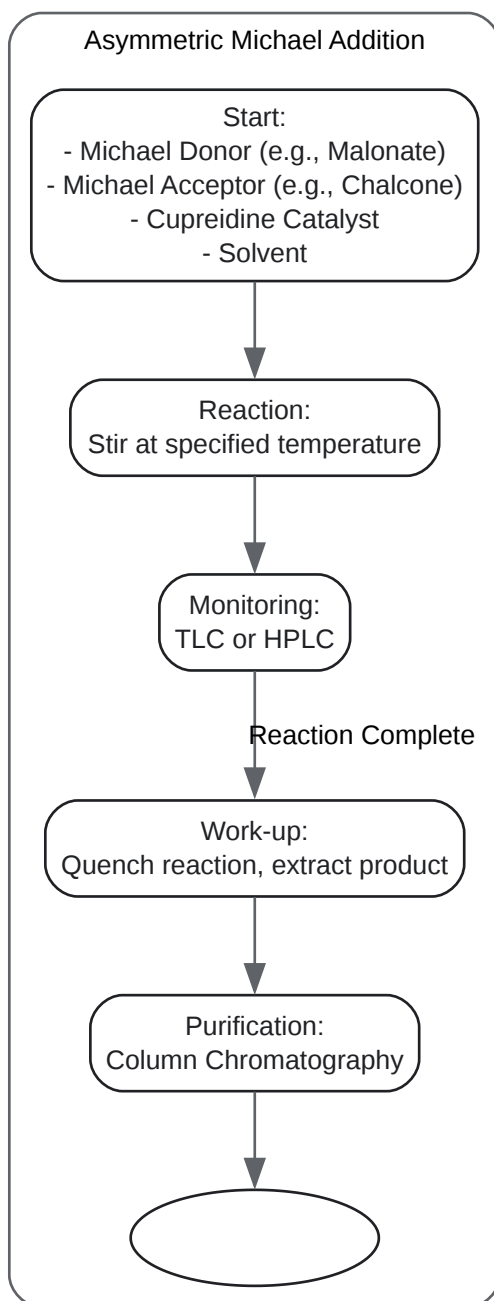 Asymmetric Michael Addition
Start:
- Michael Donor (e.g., Malonate)
- Michael Acceptor (e.g., Chalcone)
- Cupreidine Catalyst
- Solvent
Reaction:
Stir at specified temperature
Monitoring:
TLC or HPLC
Reaction Complete
Work-up:
Quench reaction, extract product
Purification:
Column Chromatography